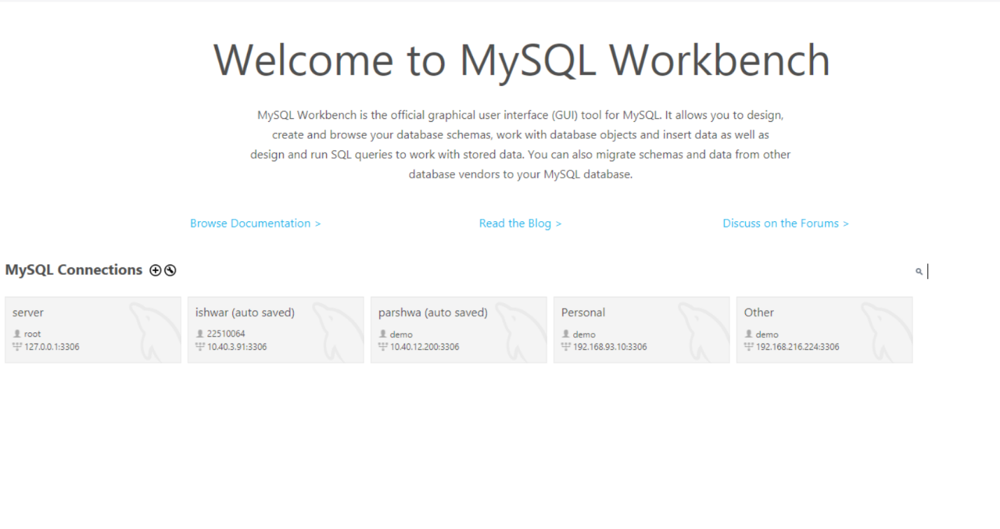 Welcome to MySQL Workbench
MySQL Workbench is the official graphical user interface (GUI) tool for MySQL. It allows you to design,
create and browse your database schemas, work with database objects and insert data as well as
design and run SQL queries to work with stored data. You can also migrate schemas and data from other
database vendors to your MySQL database.
Browse Documentation >
Read the Blog >
Discuss on the Forums >
MySQL Connections
server
root
127.0.0.1:3306
ishwar (auto saved)
22510064
10.40.3.91:3306
parshwa (auto saved)
demo
10.40.12.200:3306
Personal
demo
192.168.93.10:3306
Other
demo
192.168.216.224:3306